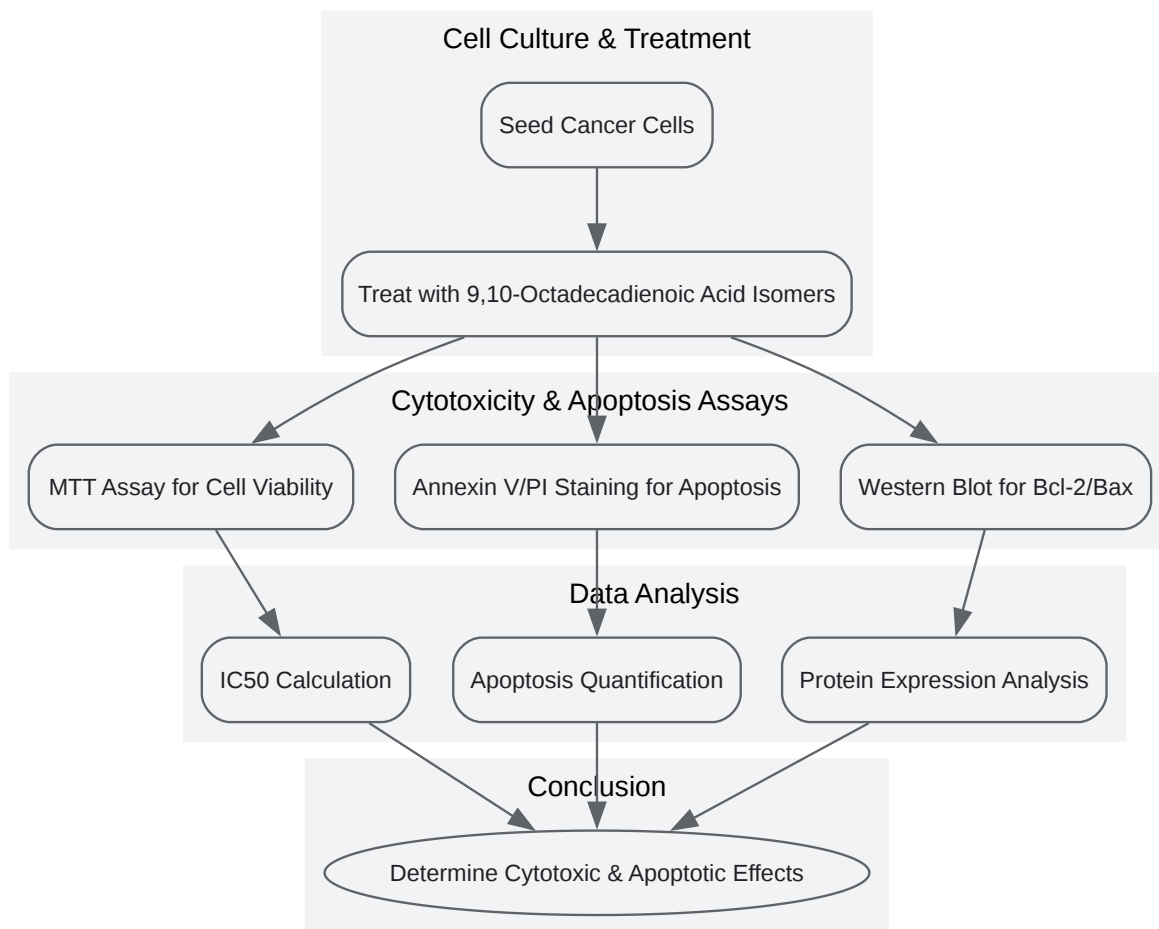 Cell Culture & Treatment
Seed Cancer Cells
Treat with 9,10-Octadecadienoic Acid Isomers
Cytotoxicity & Apoptosis Assays
MTT Assay for Cell Viability
Annexin V/PI Staining for Apoptosis
Western Blot for Bcl-2/Bax
Data Analysis
IC50 Calculation
Apoptosis Quantification
Protein Expression Analysis
Conclusion
Determine Cytotoxic & Apoptotic Effects